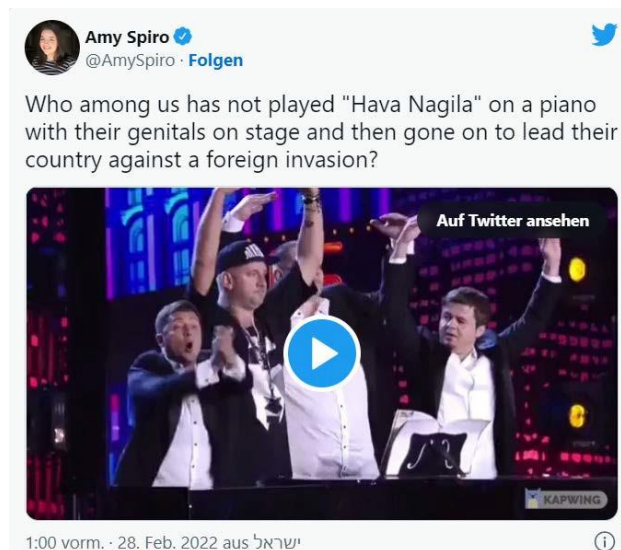 Amy Spiro
@AmySpiro · Folgen
Who among us has not played "Hava Nagila" on a piano
with their genitals on stage and then gone on to lead their
country against a foreign invasion?
Auf Twitter ansehen
KAPWING
1:00 vorm. · 28. Feb. 2022 aus ישראל